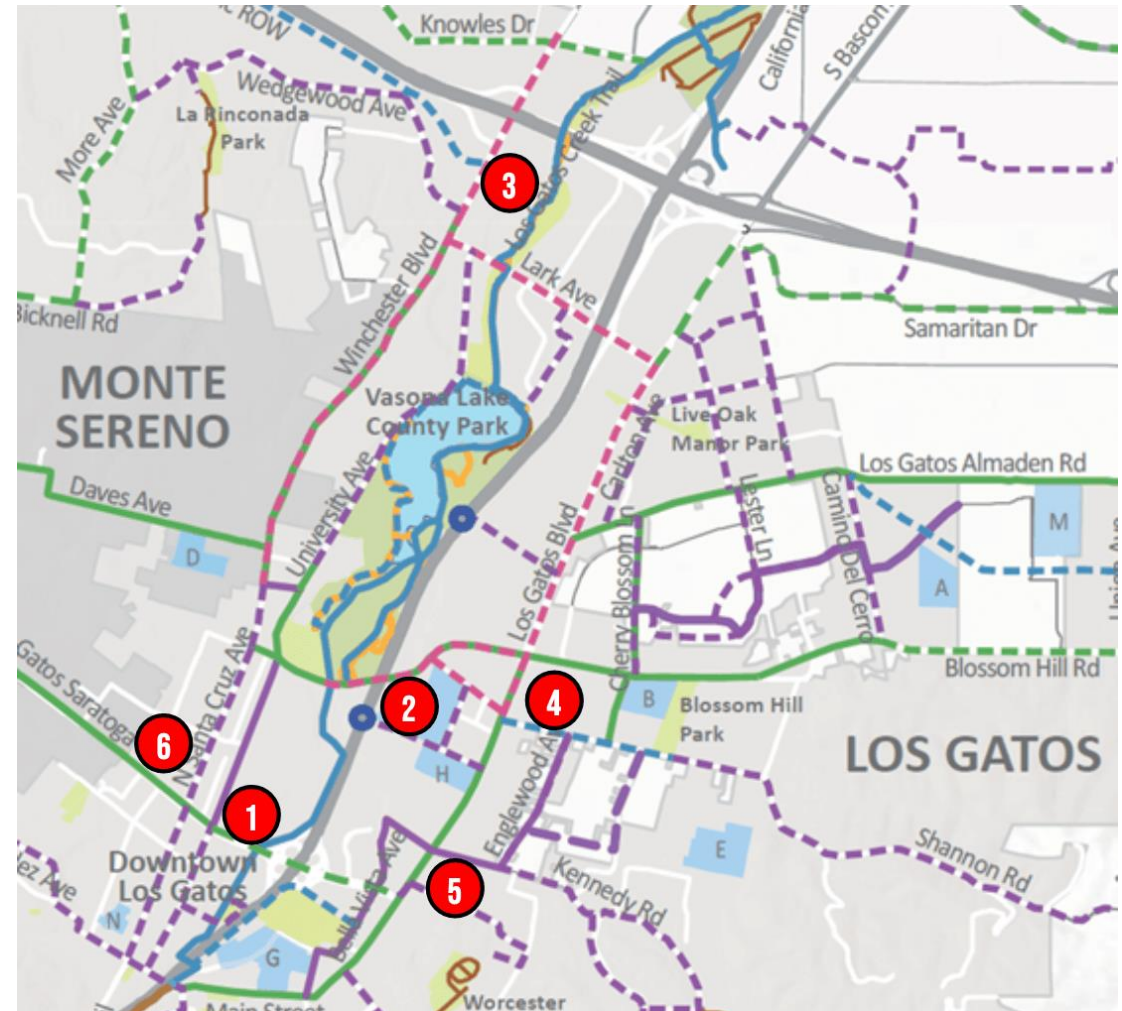 ROW
Knowles Dr
California
S Bascom
Wedgewood Ave
La Rinconada
Park
More Ave
Los Gatos Creek Trail
3
Winchester Blvd
Lark Ave
Bicknell Rd
Samaritan Dr
MONTE
SERENO
Vasona Lake
County Park
Live Oak
Manor Park
Carlton Ave
Los Gatos Almaden Rd
Daves Ave
University Ave
Los Gatos Blvd
Cherry Blossom Ln
Lester Ln
Camino Del Cerro
M
A
D
Blossom Hill Rd
2
4
B
Blossom Hill
Park
Gatos Saratoga
N Santa Cruz Ave
6
H
LOS GATOS
1
Englewood A
E
Shannon Rd
Downtown
Los Gatos
Bella Vista Ave
5
Kennedy Rd
ez Ave
N
G
Main Street
Worcester